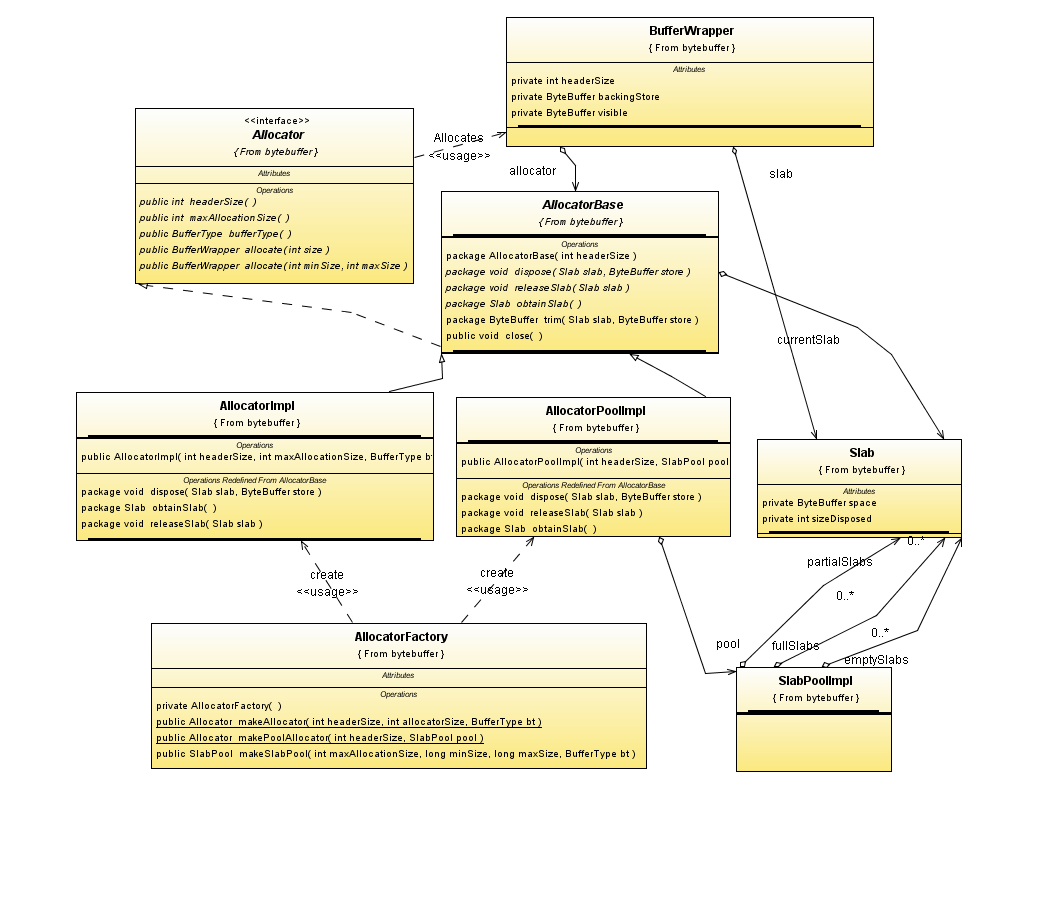 BufferWrapper
{ From bytebuffer }
Attributes
private int headerSize
private ByteBuffer backingStore
private ByteBuffer visible
<<interface>>
Allocator
{ From bytebuffer }
Attributes
Operations
public int headerSize( )
public int maxAllocationSize( )
public BufferType bufferType( )
public BufferWrapper allocate( int size )
public BufferWrapper allocate( int minSize, int maxSize )
Allocates
<<usage>>
allocator
slab
AllocatorBase
{ From bytebuffer }
Operations
package AllocatorBase( int headerSize )
package void dispose( Slab slab, ByteBuffer store )
package void releaseSlab( Slab slab )
package Slab obtainSlab( )
package ByteBuffer trim( Slab slab, ByteBuffer store )
public void close( )
currentSlab
AllocatorImpl
{ From bytebuffer }
Operations
public AllocatorImpl( int headerSize, int maxAllocationSize, BufferType bt
Operations Redefined From AllocatorBase
package void dispose( Slab slab, ByteBuffer store )
package Slab obtainSlab( )
package void releaseSlab( Slab slab )
AllocatorPoolImpl
{ From bytebuffer }
Operations
public AllocatorPoolImpl( int headerSize, SlabPool pool
Operations Redefined From AllocatorBase
package void dispose( Slab slab, ByteBuffer store )
package void releaseSlab( Slab slab )
package Slab obtainSlab( )
Slab
{ From bytebuffer }
Attributes
private ByteBuffer space
private int sizeDisposed
0..*
partialSlabs
create
<<usage>>
create
<<usage>>
0..*
0..*
pool
fullSlabs
emptySlabs
AllocatorFactory
{ From bytebuffer }
Attributes
Operations
private AllocatorFactory( )
public Allocator makeAllocator( int headerSize, int allocatorSize, BufferType bt )
public Allocator makePoolAllocator( int headerSize, SlabPool pool )
public SlabPool makeSlabPool( int maxAllocationSize, long minSize, long maxSize, BufferType bt )
SlabPoolImpl
{ From bytebuffer }